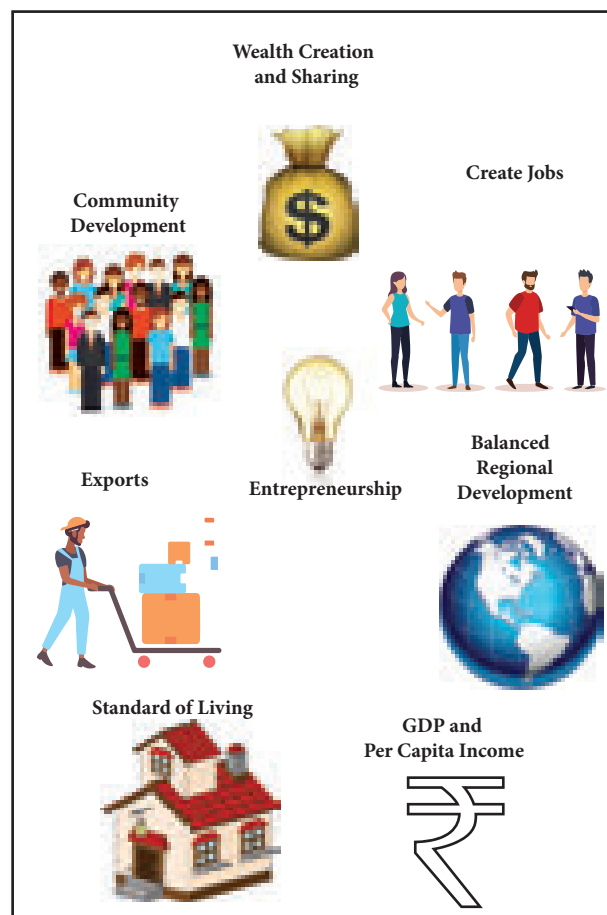 Wealth Creation
and Sharing
Create Jobs
Community
Development
$
Balanced
Regional
Development
Exports
Entrepreneurship
Standard of Living
GDP and
Per Capita Income
₹